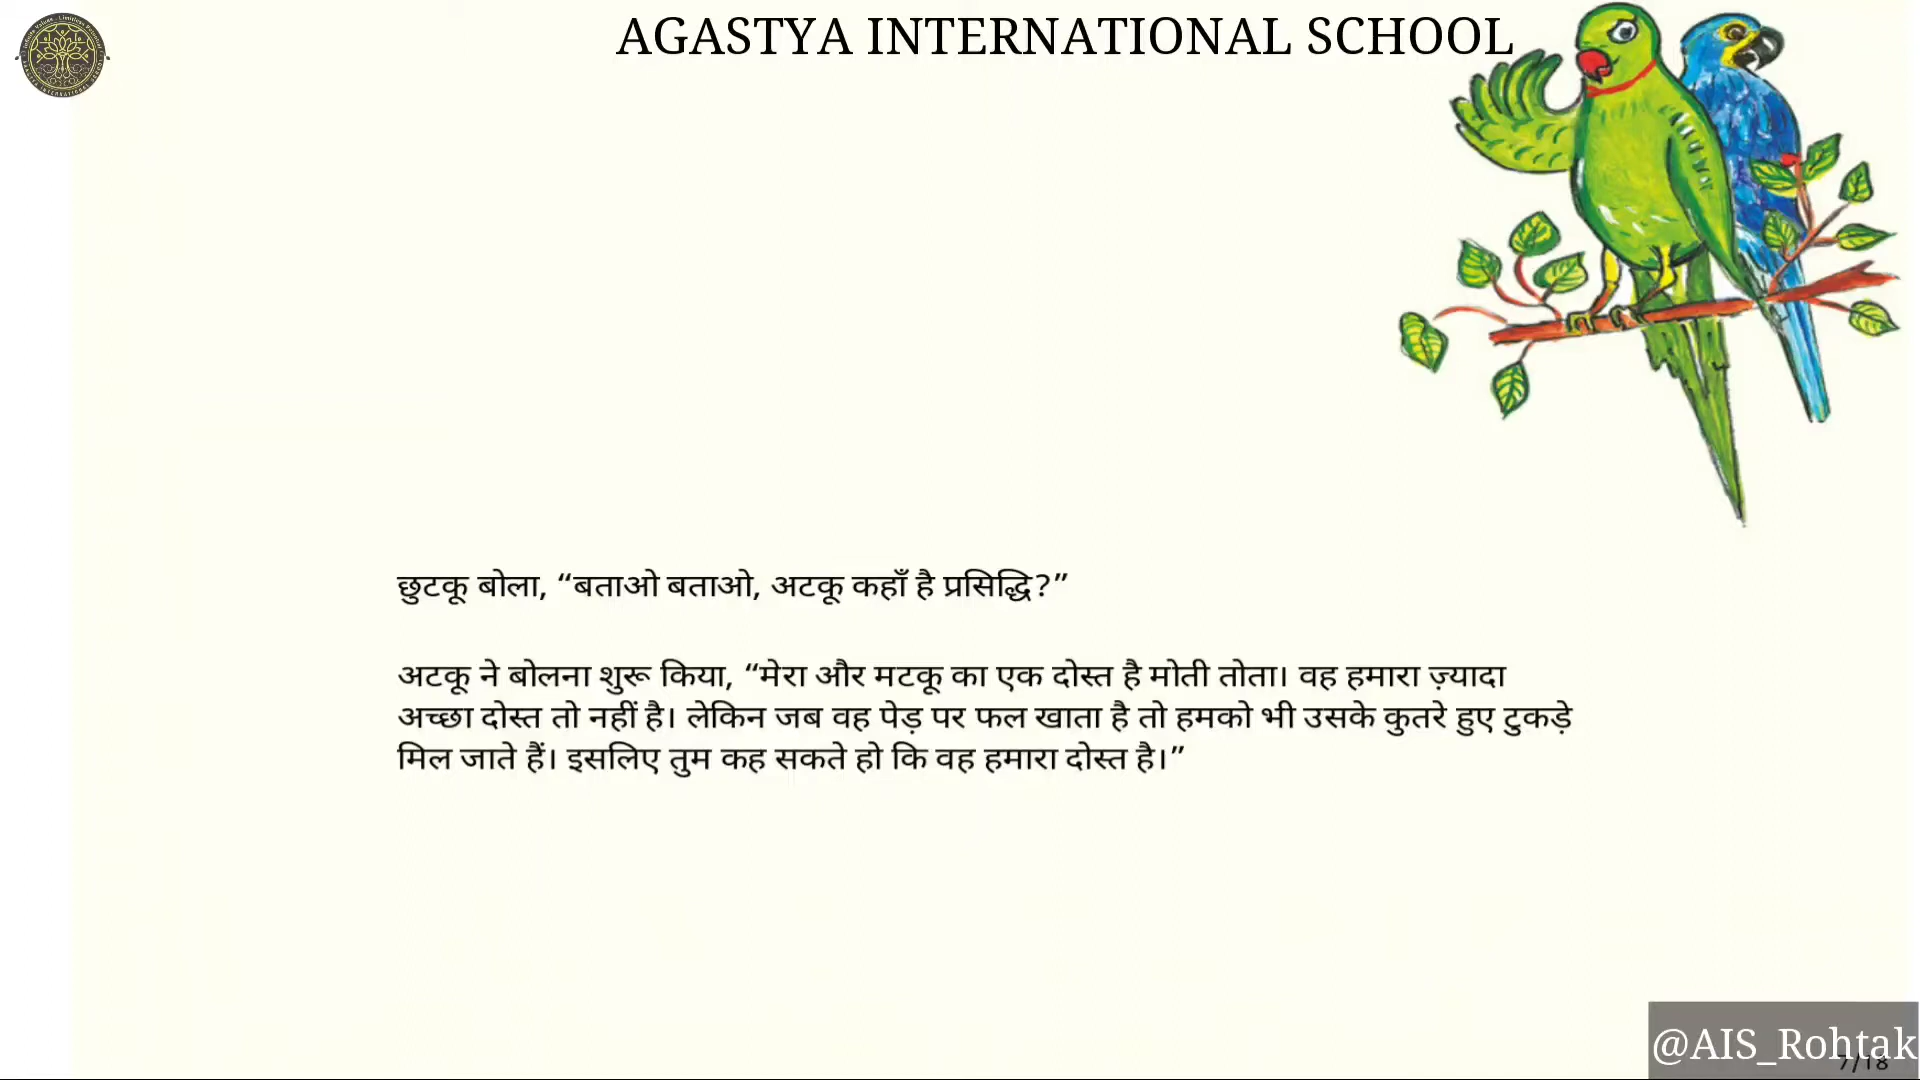 AGASTYA INTERNATIONAL SCHOOL
छुटकू बोला, “बताओ बताओ, अटकू कहाँ है प्रसिद्धि?”
अटकू ने बोलना शुरू किया, “मेरा और मटकू का एक दोस्त है मोती तोता। वह हमारा ज़्यादा
अच्छा दोस्त तो नहीं है। लेकिन जब वह पेड़ पर फल खाता है तो हमको भी उसके कुतरे हुए टुकड़े
मिल जाते हैं। इसलिए तुम कह सकते हो कि वह हमारा दोस्त है।”
@AIS_Rohtak
7/18